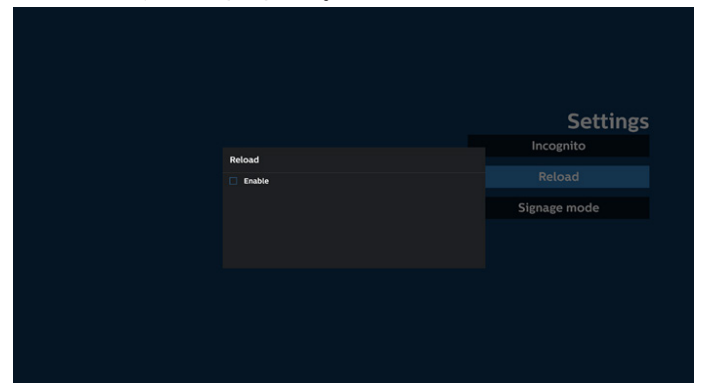 Settings
Incognito
Reload
Signage mode
Reload
Enable